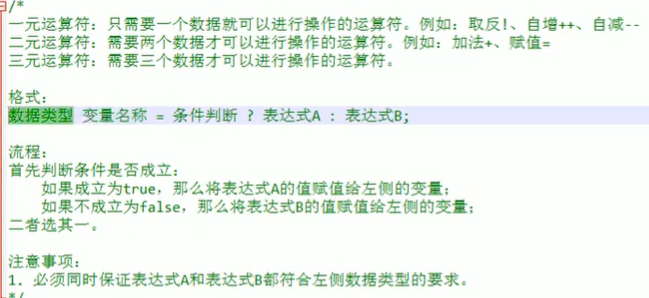 /*
一元运算符：只需要一个数据就可以进行操作的运算符。例如：取反!、自增++、自减--
二元运算符：需要两个数据才可以进行操作的运算符。例如：加法+、赋值=
三元运算符：需要三个数据才可以进行操作的运算符。
格式：
数据类型 变量名称 = 条件判断 ? 表达式A : 表达式B;
流程：
首先判断条件是否成立：
如果成立为true，那么将表达式A的值赋值给左侧的变量；
如果不成立为false，那么将表达式B的值赋值给左侧的变量；
二者选其一。
注意事项：
1. 必须同时保证表达式A和表达式B都符合左侧数据类型的要求。
*/